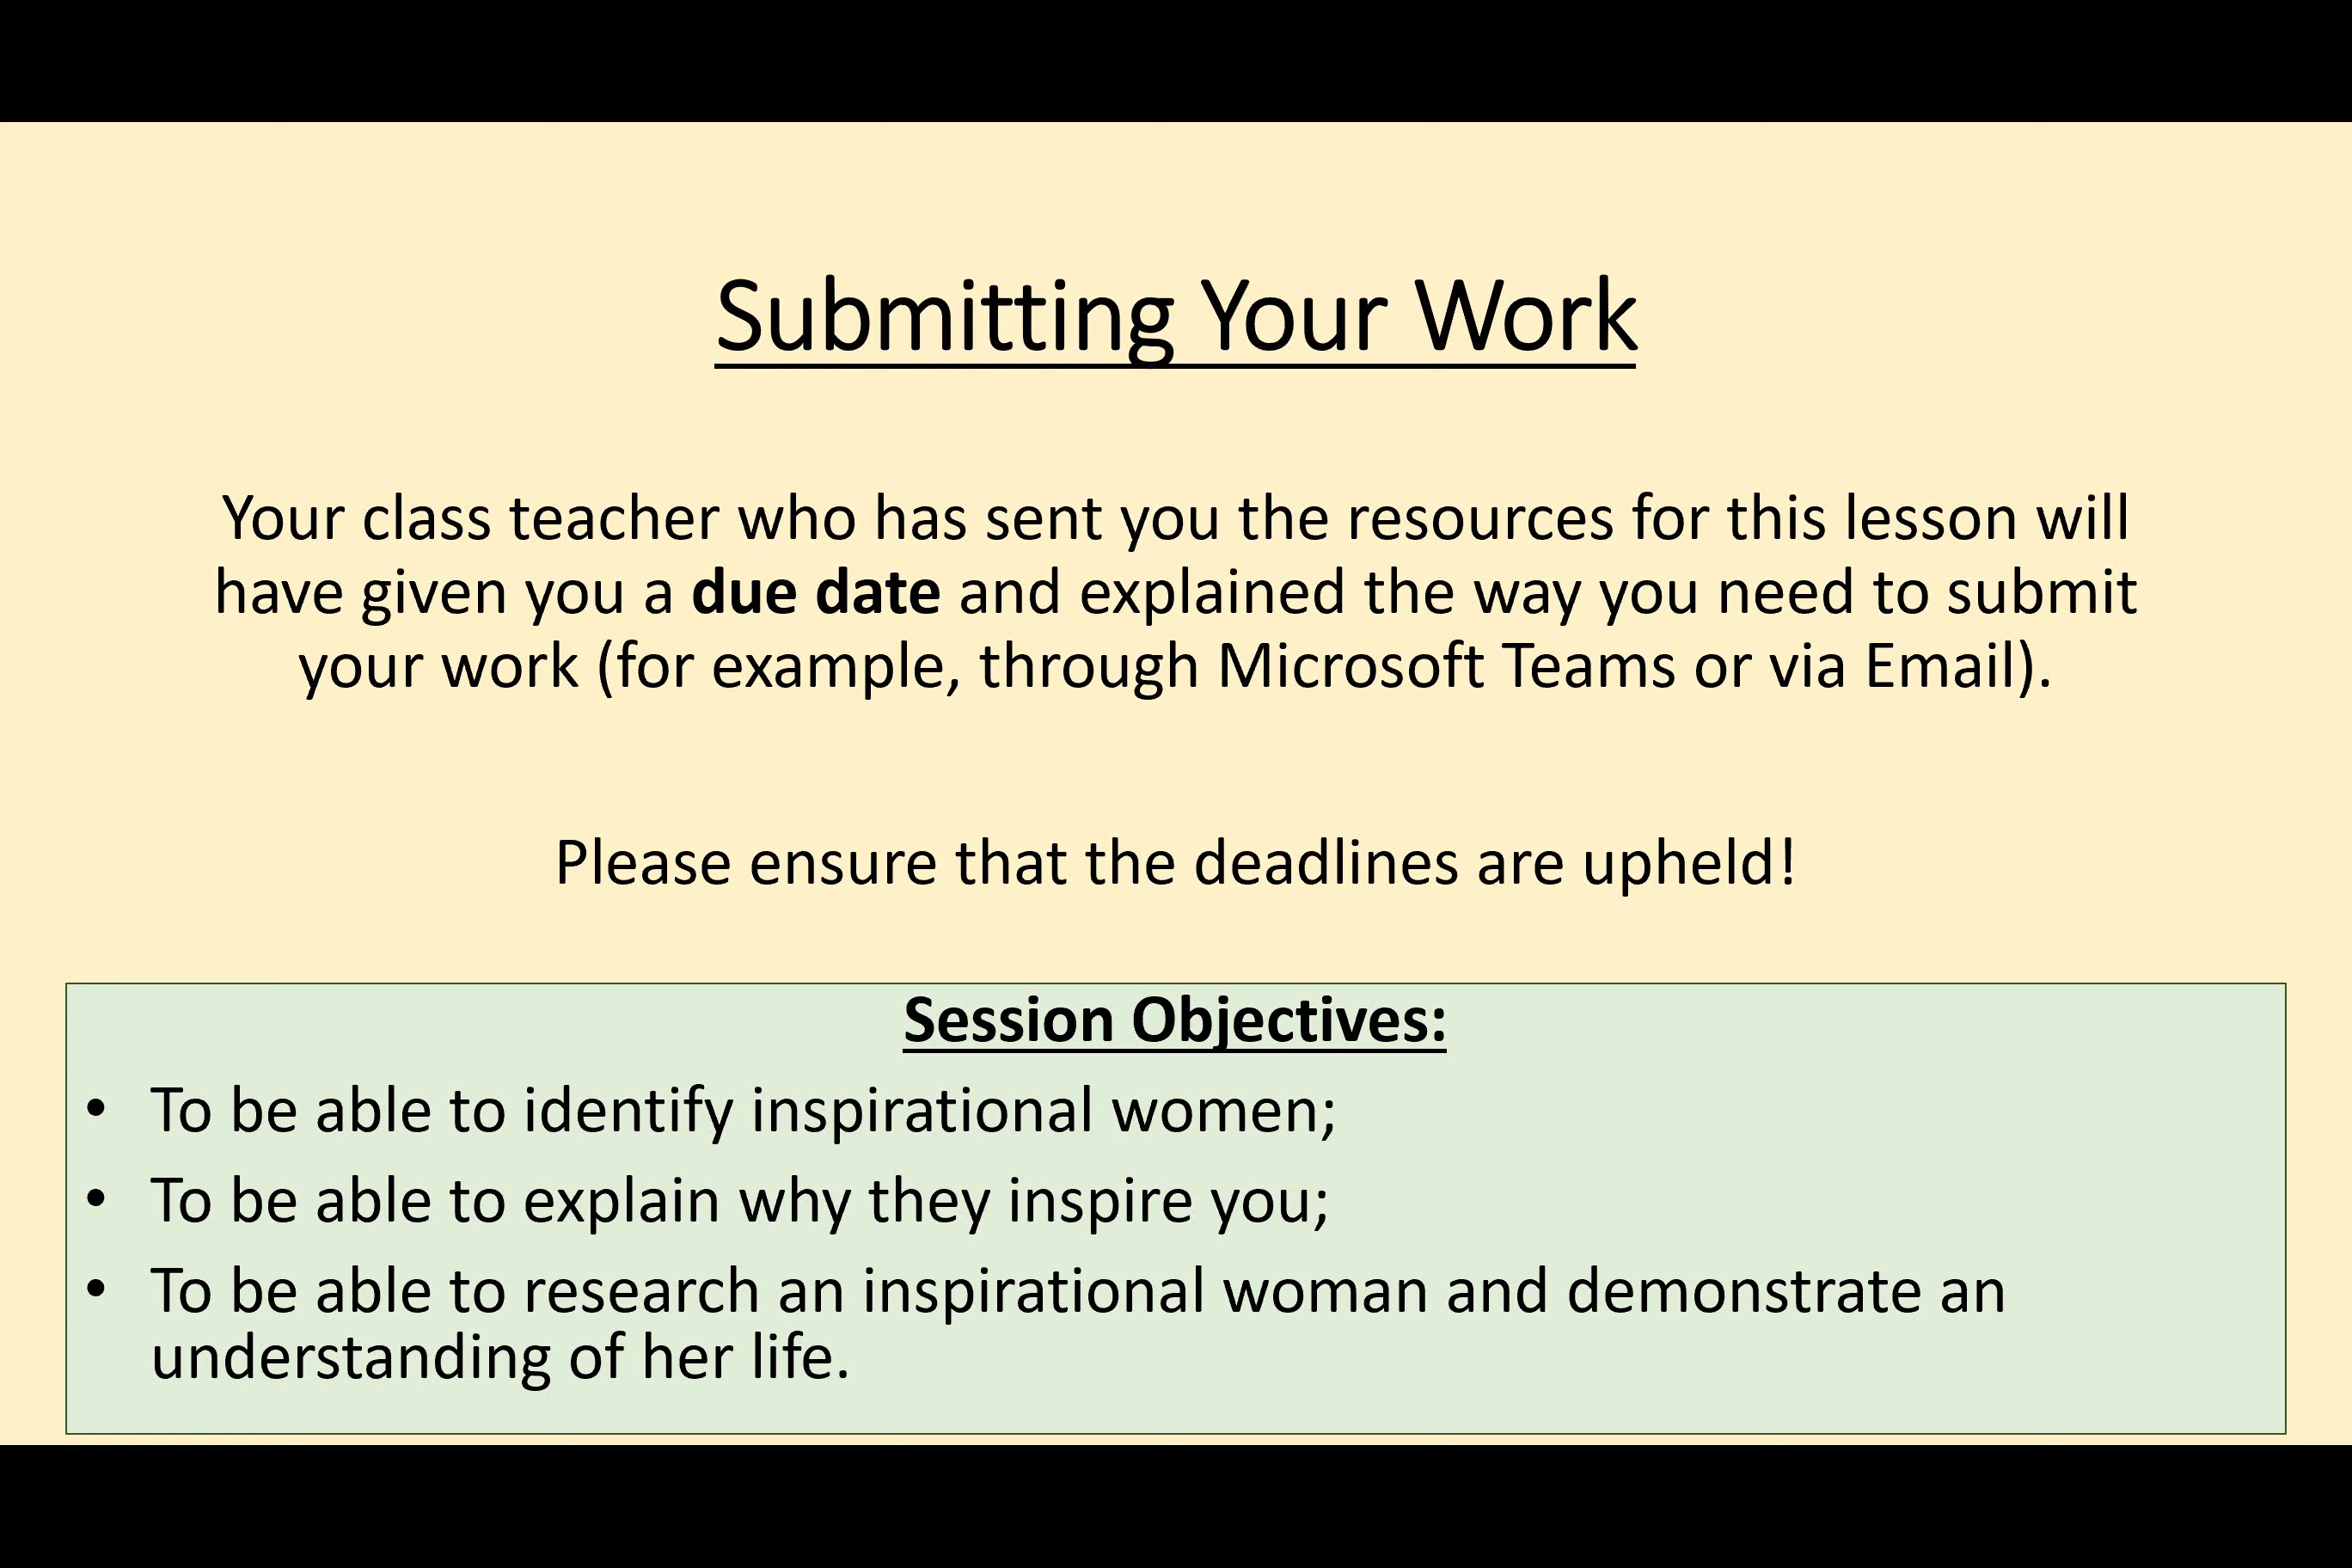 Submitting Your Work
Your class teacher who has sent you the resources for this lesson will
have given you a due date and explained the way you need to submit
your work (for example, through Microsoft Teams or via Email).
Please ensure that the deadlines are upheld!
Session Objectives:
• To be able to identify inspirational women;
• To be able to explain why they inspire you;
• To be able to research an inspirational woman and demonstrate an
understanding of her life.